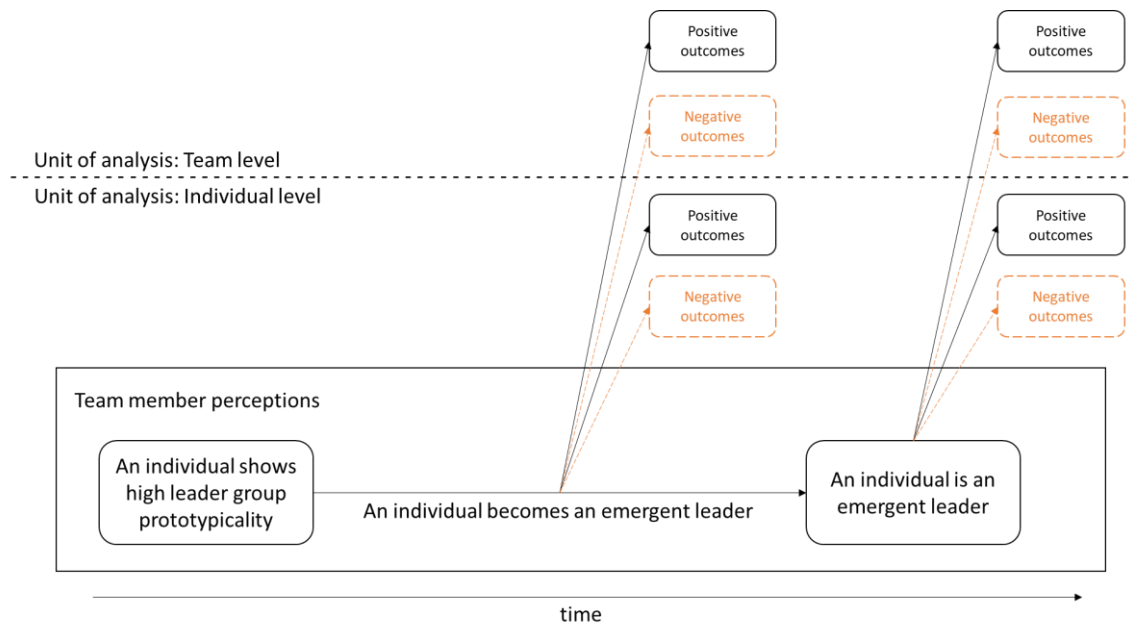 Positive
outcomes
Positive
outcomes
Negative
outcomes
Negative
outcomes
Unit of analysis: Team level
Unit of analysis: Individual level
Positive
outcomes
Positive
outcomes
Negative
outcomes
Negative
outcomes
Team member perceptions
An individual shows
high leader group
prototypicality
An individual becomes an emergent leader
An individual is an
emergent leader
time